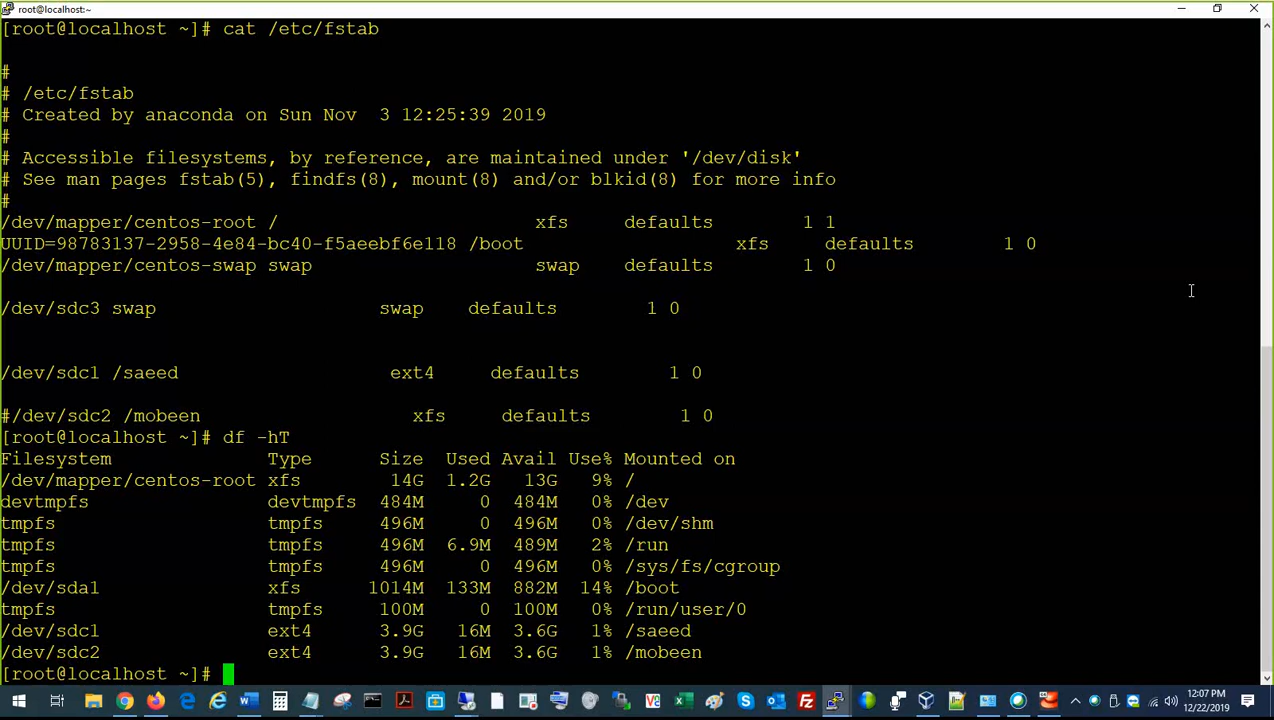 root@localhost:~
[root@localhost ~]# cat /etc/fstab
#
# /etc/fstab
# Created by anaconda on Sun Nov  3 12:25:39 2019
#
# Accessible filesystems, by reference, are maintained under '/dev/disk'
# See man pages fstab(5), findfs(8), mount(8) and/or blkid(8) for more info
#
/dev/mapper/centos-root /                       xfs     defaults        1 1
UUID=98783137-2958-4e84-bc40-f5aeebf6e118 /boot                   xfs     defaults        1 0
/dev/mapper/centos-swap swap                    swap    defaults        1 0
/dev/sdc3 swap                    swap    defaults        1 0
/dev/sdc1 /saeed                   ext4     defaults        1 0
#/dev/sdc2 /mobeen                   xfs     defaults        1 0
[root@localhost ~]# df -hT
Filesystem              Type      Size  Used Avail Use% Mounted on
/dev/mapper/centos-root xfs        14G  1.2G   13G   9% /
devtmpfs                devtmpfs  484M     0  484M   0% /dev
tmpfs                   tmpfs     496M     0  496M   0% /dev/shm
tmpfs                   tmpfs     496M  6.9M  489M   2% /run
tmpfs                   tmpfs     496M     0  496M   0% /sys/fs/cgroup
/dev/sda1               xfs      1014M  133M  882M  14% /boot
tmpfs                   tmpfs     100M     0  100M   0% /run/user/0
/dev/sdc1               ext4      3.9G   16M  3.6G   1% /saeed
/dev/sdc2               ext4      3.9G   16M  3.6G   1% /mobeen
[root@localhost ~]#
12:07 PM
12/22/2019